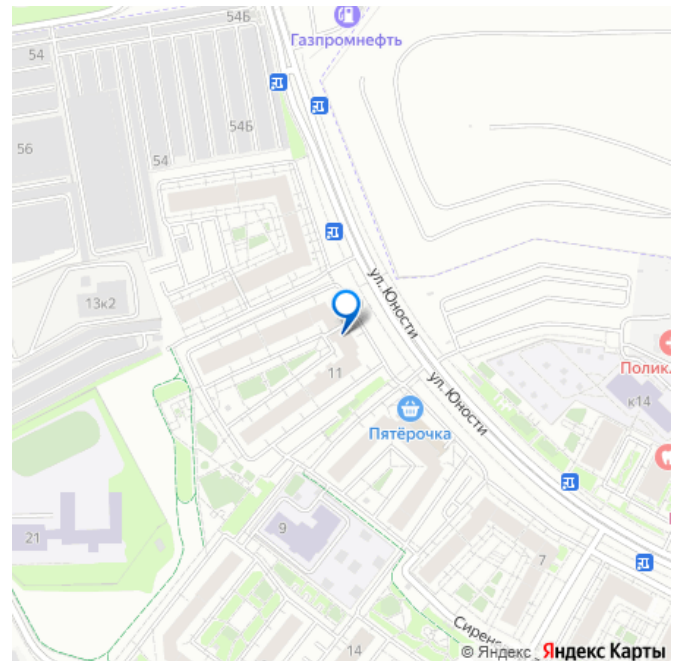 54Б
Газпромнефть
54
54Б
56
54
13к2
ул. Юности
ул. Юности
11
Поликл
к14
Пятёрочка
21
9
7
Сирен
14
© Яндекс Яндекс Карты